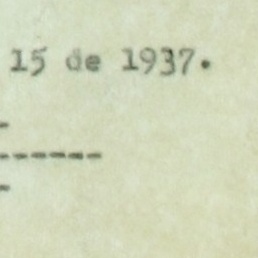 15 de 1937.
-
------
-